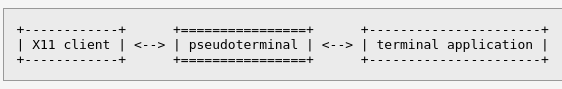 +------------+      +================+      +-----------------------+
| X11 client | <--> | pseudoterminal | <--> | terminal application |
+------------+      +================+      +-----------------------+